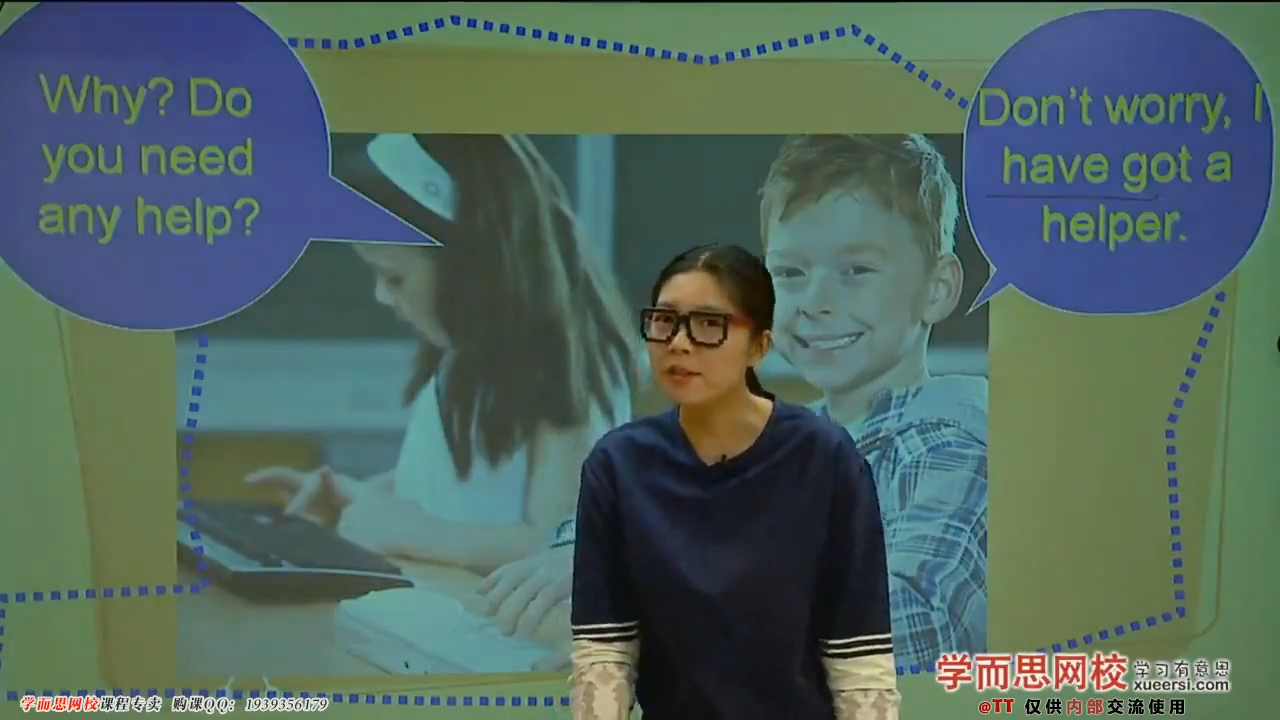 Why? Do
you need
any help?
Don't worry, I
have got a
helper.
学而思网校 学习有意思
xueersi.com
@TT 仅供内部交流使用
学而思网校课程专卖 购课QQ：1939356179